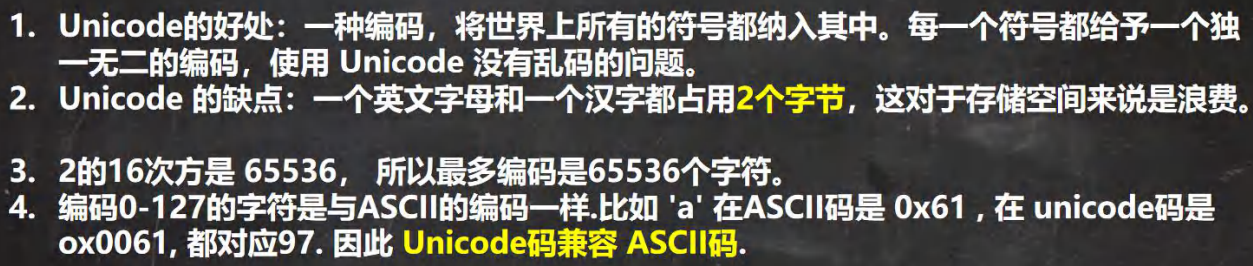 1. Unicode的好处：一种编码，将世界上所有的符号都纳入其中。每一个符号都给予一个独
一无二的编码，使用 Unicode 没有乱码的问题。
2. Unicode 的缺点：一个英文字母和一个汉字都占用2个字节，这对于存储空间来说是浪费。
3. 2的16次方是 65536， 所以最多编码是65536个字符。
4. 编码0-127的字符是与ASCII的编码一样.比如 'a' 在ASCII码是 0x61 , 在 unicode码是
ox0061, 都对应97. 因此 Unicode码兼容 ASCII码.